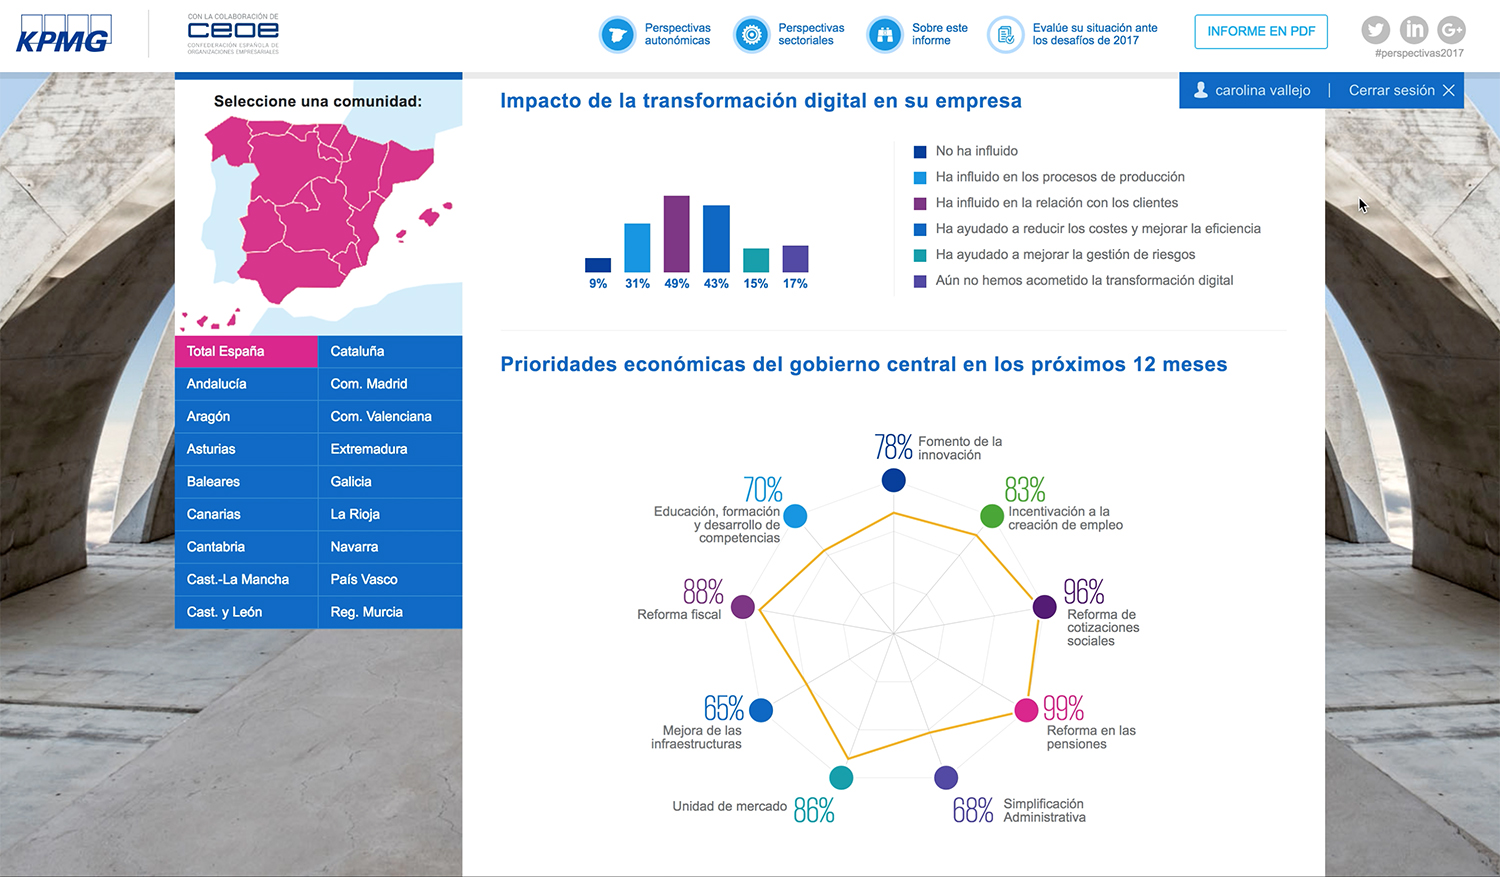 KPMG
CON LA COLABORACIÓN DE
CEOE
CONFEDERACIÓN ESPAÑOLA DE
ORGANIZACIONES EMPRESARIALES
Perspectivas
autonómicas
Perspectivas
sectoriales
Sobre este
informe
Evalúe su situación ante
los desafíos de 2017
INFORME EN PDF
in
G+
#perspectivas2017
carolina vallejo | Cerrar sesión
Seleccione una comunidad:
Total España
Cataluña
Andalucía
Com. Madrid
Aragón
Com. Valenciana
Asturias
Extremadura
Baleares
Galicia
Canarias
La Rioja
Cantabria
Navarra
Cast.-La Mancha
País Vasco
Cast. y León
Reg. Murcia
Impacto de la transformación digital en su empresa
9% 31% 49% 43% 15% 17%
No ha influido
Ha influido en los procesos de producción
Ha influido en la relación con los clientes
Ha ayudado a reducir los costes y mejorar la eficiencia
Ha ayudado a mejorar la gestión de riesgos
Aún no hemos acometido la transformación digital
Prioridades económicas del gobierno central en los próximos 12 meses
78%
Fomento de la
innovación
83%
Incentivación a la
creación de empleo
96%
Reforma de
cotizaciones
sociales
99%
Reforma en las
pensiones
68%
Simplificación
Administrativa
Unidad de mercado
86%
65%
Mejora de las
infraestructuras
88%
Reforma fiscal
70%
Educación, formación
y desarrollo de
competencias